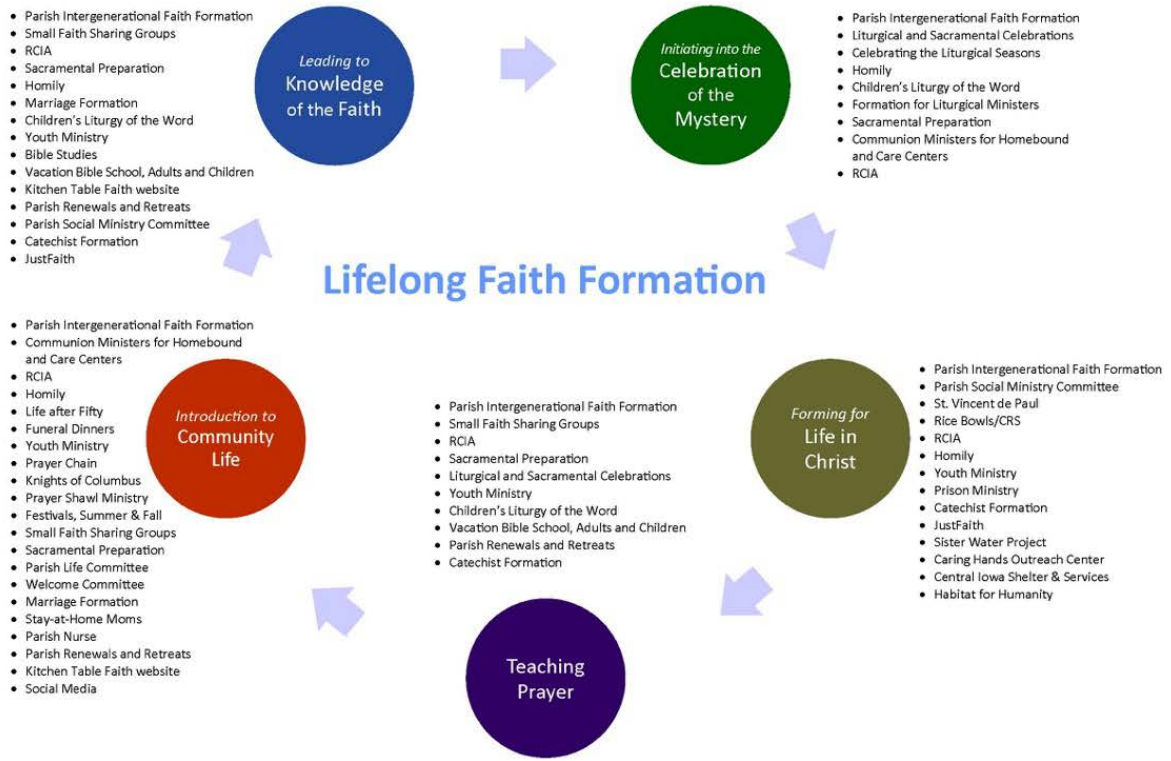 • Parish Intergenerational Faith Formation
• Small Faith Sharing Groups
• RCIA
• Sacramental Preparation
• Homily
• Marriage Formation
• Children's Liturgy of the Word
• Youth Ministry
• Bible Studies
• Vacation Bible School, Adults and Children
• Kitchen Table Faith website
• Parish Renewals and Retreats
• Parish Social Ministry Committee
• Catechist Formation
• JustFaith
Leading to
Knowledge
of the Faith
Initiating into the
Celebration
of the
Mystery
• Parish Intergenerational Faith Formation
• Liturgical and Sacramental Celebrations
• Celebrating the Liturgical Seasons
• Homily
• Children's Liturgy of the Word
• Formation for Liturgical Ministers
• Sacramental Preparation
• Communion Ministers for Homebound
and Care Centers
• RCIA
Lifelong Faith Formation
• Parish Intergenerational Faith Formation
• Communion Ministers for Homebound
and Care Centers
• RCIA
• Homily
• Life after Fifty
• Funeral Dinners
• Youth Ministry
• Prayer Chain
• Knights of Columbus
• Prayer Shawl Ministry
• Festivals, Summer & Fall
• Small Faith Sharing Groups
• Sacramental Preparation
• Parish Life Committee
• Welcome Committee
• Marriage Formation
• Stay-at-Home Moms
• Parish Nurse
• Parish Renewals and Retreats
• Kitchen Table Faith website
• Social Media
Introduction to
Community
Life
• Parish Intergenerational Faith Formation
• Small Faith Sharing Groups
• RCIA
• Sacramental Preparation
• Liturgical and Sacramental Celebrations
• Youth Ministry
• Children's Liturgy of the Word
• Vacation Bible School, Adults and Children
• Parish Renewals and Retreats
• Catechist Formation
Forming for
Life in
Christ
• Parish Intergenerational Faith Formation
• Parish Social Ministry Committee
• St. Vincent de Paul
• Rice Bowls/CRS
• RCIA
• Homily
• Youth Ministry
• Prison Ministry
• Catechist Formation
• JustFaith
• Sister Water Project
• Caring Hands Outreach Center
• Central Iowa Shelter & Services
• Habitat for Humanity
Teaching
Prayer